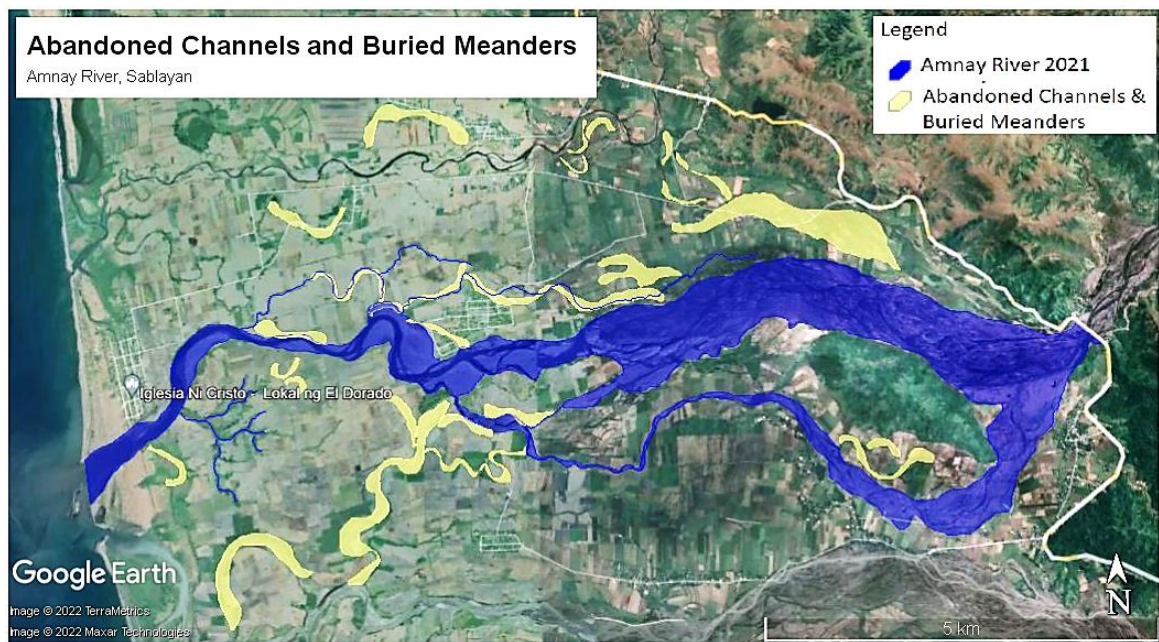 Abandoned Channels and Buried Meanders
Amnay River, Sablayan
Legend
Amnay River 2021
Abandoned Channels &
Buried Meanders
Iglesia Ni Cristo - Lokal ng El Dorado
Google Earth
Image © 2022 TerraMetrics
Image © 2022 Maxar Technologies
N
5 km